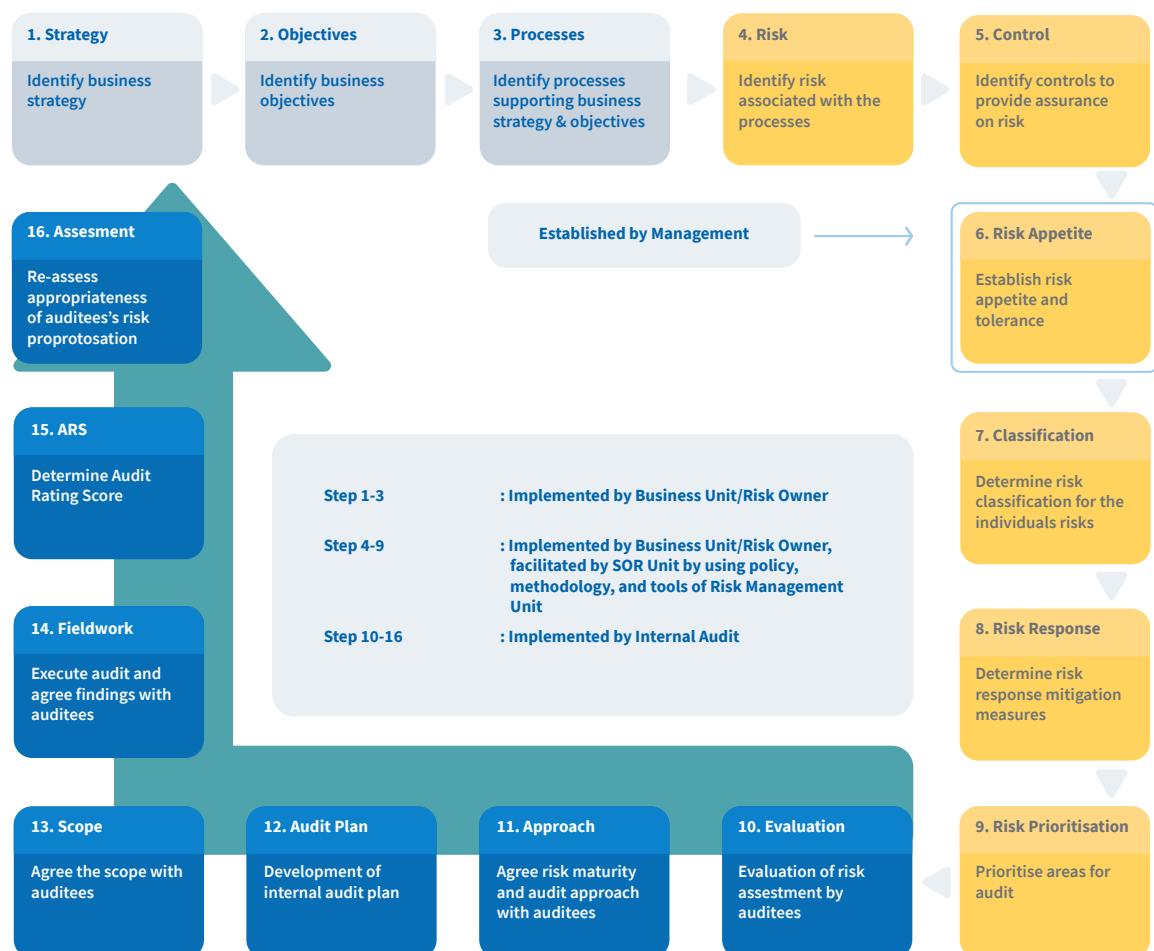 1. Strategy
Identify business
strategy
2. Objectives
Identify business
objectives
3. Processes
Identify processes
supporting business
strategy & objectives
4. Risk
Identify risk
associated with the
processes
5. Control
Identify controls to
provide assurance
on risk
Established by Management
6. Risk Appetite
Establish risk
appetite and
tolerance
7. Classification
Determine risk
classification for the
individuals risks
8. Risk Response
Determine risk
response mitigation
measures
9. Risk Prioritisation
Prioritise areas for
audit
10. Evaluation
Evaluation of risk
assestment by
auditees
11. Approach
Agree risk maturity
and audit approach
with auditees
12. Audit Plan
Development of
internal audit plan
13. Scope
Agree the scope with
auditees
14. Fieldwork
Execute audit and
agree findings with
auditees
15. ARS
Determine Audit
Rating Score
16. Assesment
Re-assess
appropriateness
of auditees's risk
proprotosation
Step 1-3 : Implemented by Business Unit/Risk Owner
Step 4-9 : Implemented by Business Unit/Risk Owner,
facilitated by SOR Unit by using policy,
methodology, and tools of Risk Management
Unit
Step 10-16 : Implemented by Internal Audit